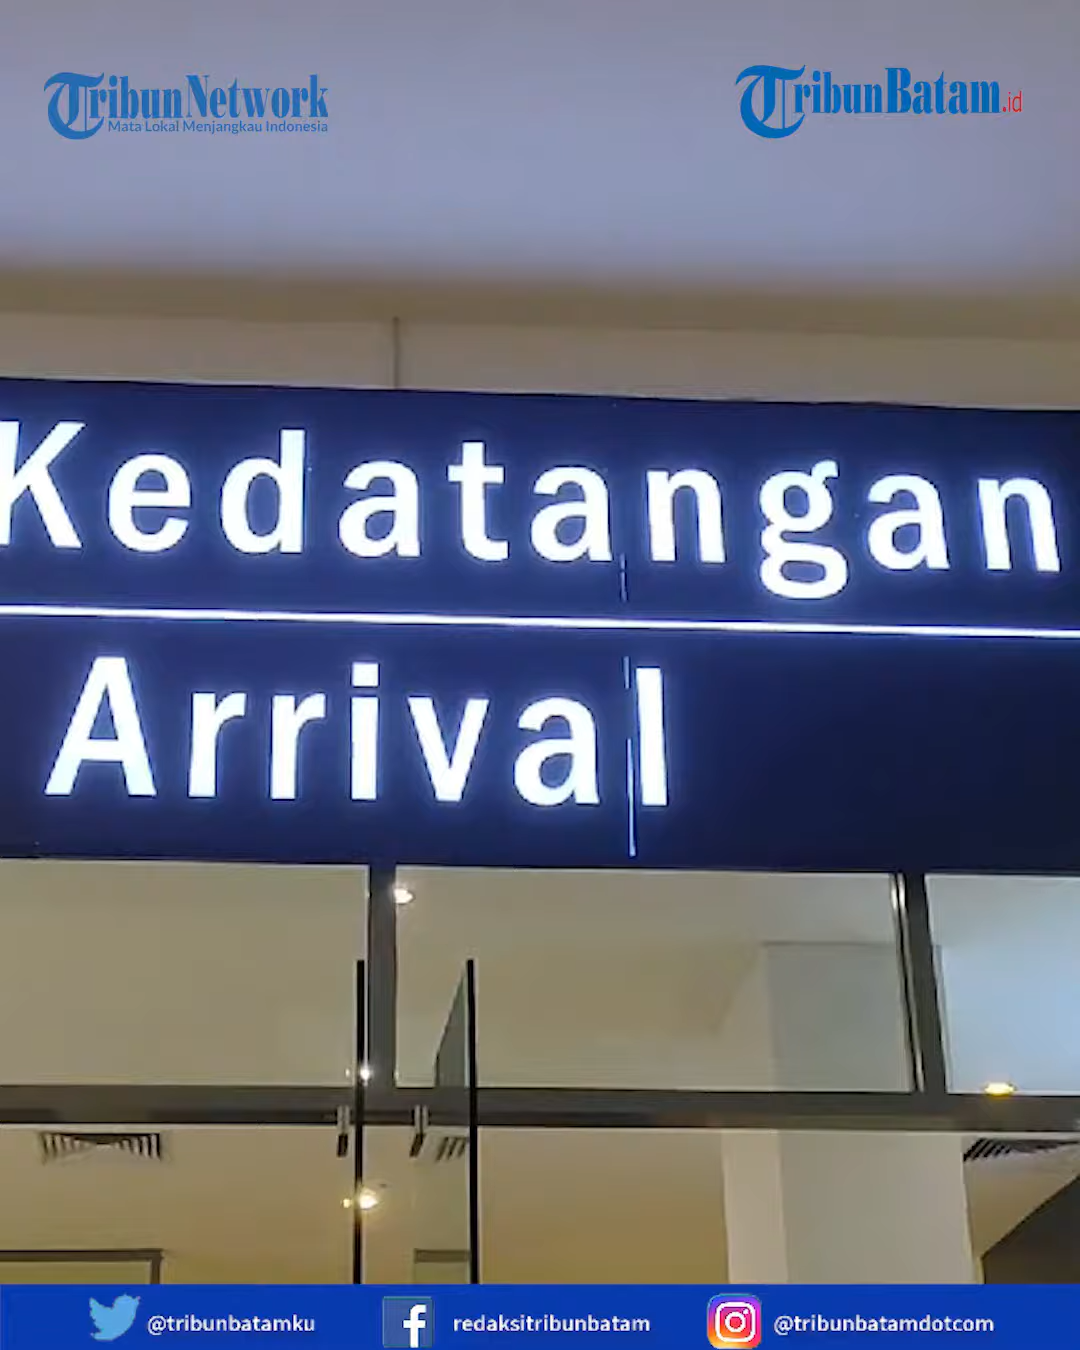 TribunNetwork
Mata Lokal Menjangkau Indonesia
TribunBatam.id
Kedatangan
Arrival
@tribunbatamku
redaksitribunbatam
@tribunbatamdotcom